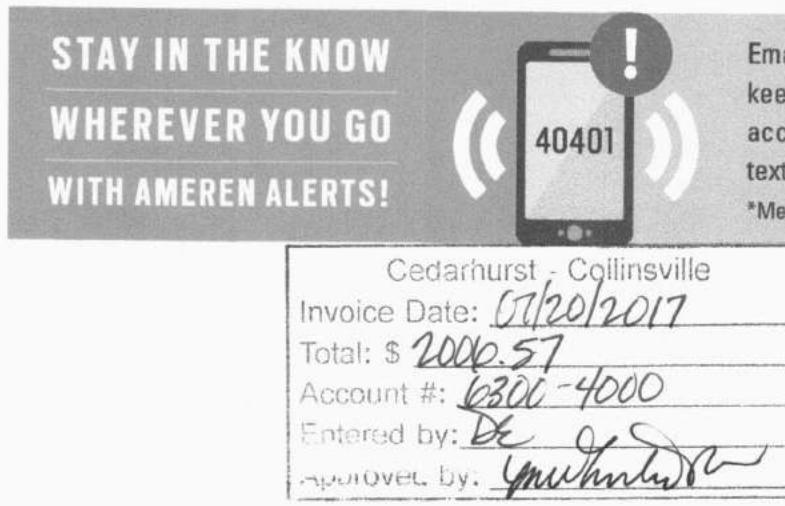 STAY IN THE KNOW
WHEREVER YOU GO
WITH AMEREN ALERTS!
40401
!
Ema
kee
acc
text
*Me
Cedarhurst - Collinsville
Invoice Date: 07/20/2017
Total: $ 2006.57
Account #: 6300-4000
Entered by: DE
Approved by: